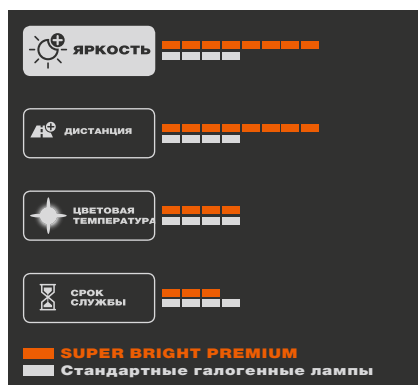 ЯРКОСТЬ
ДИСТАНЦИЯ
ЦВЕТОВАЯ
ТЕМПЕРАТУРА
СРОК
СЛУЖБЫ
SUPER BRIGHT PREMIUM
Стандартные галогенные лампы